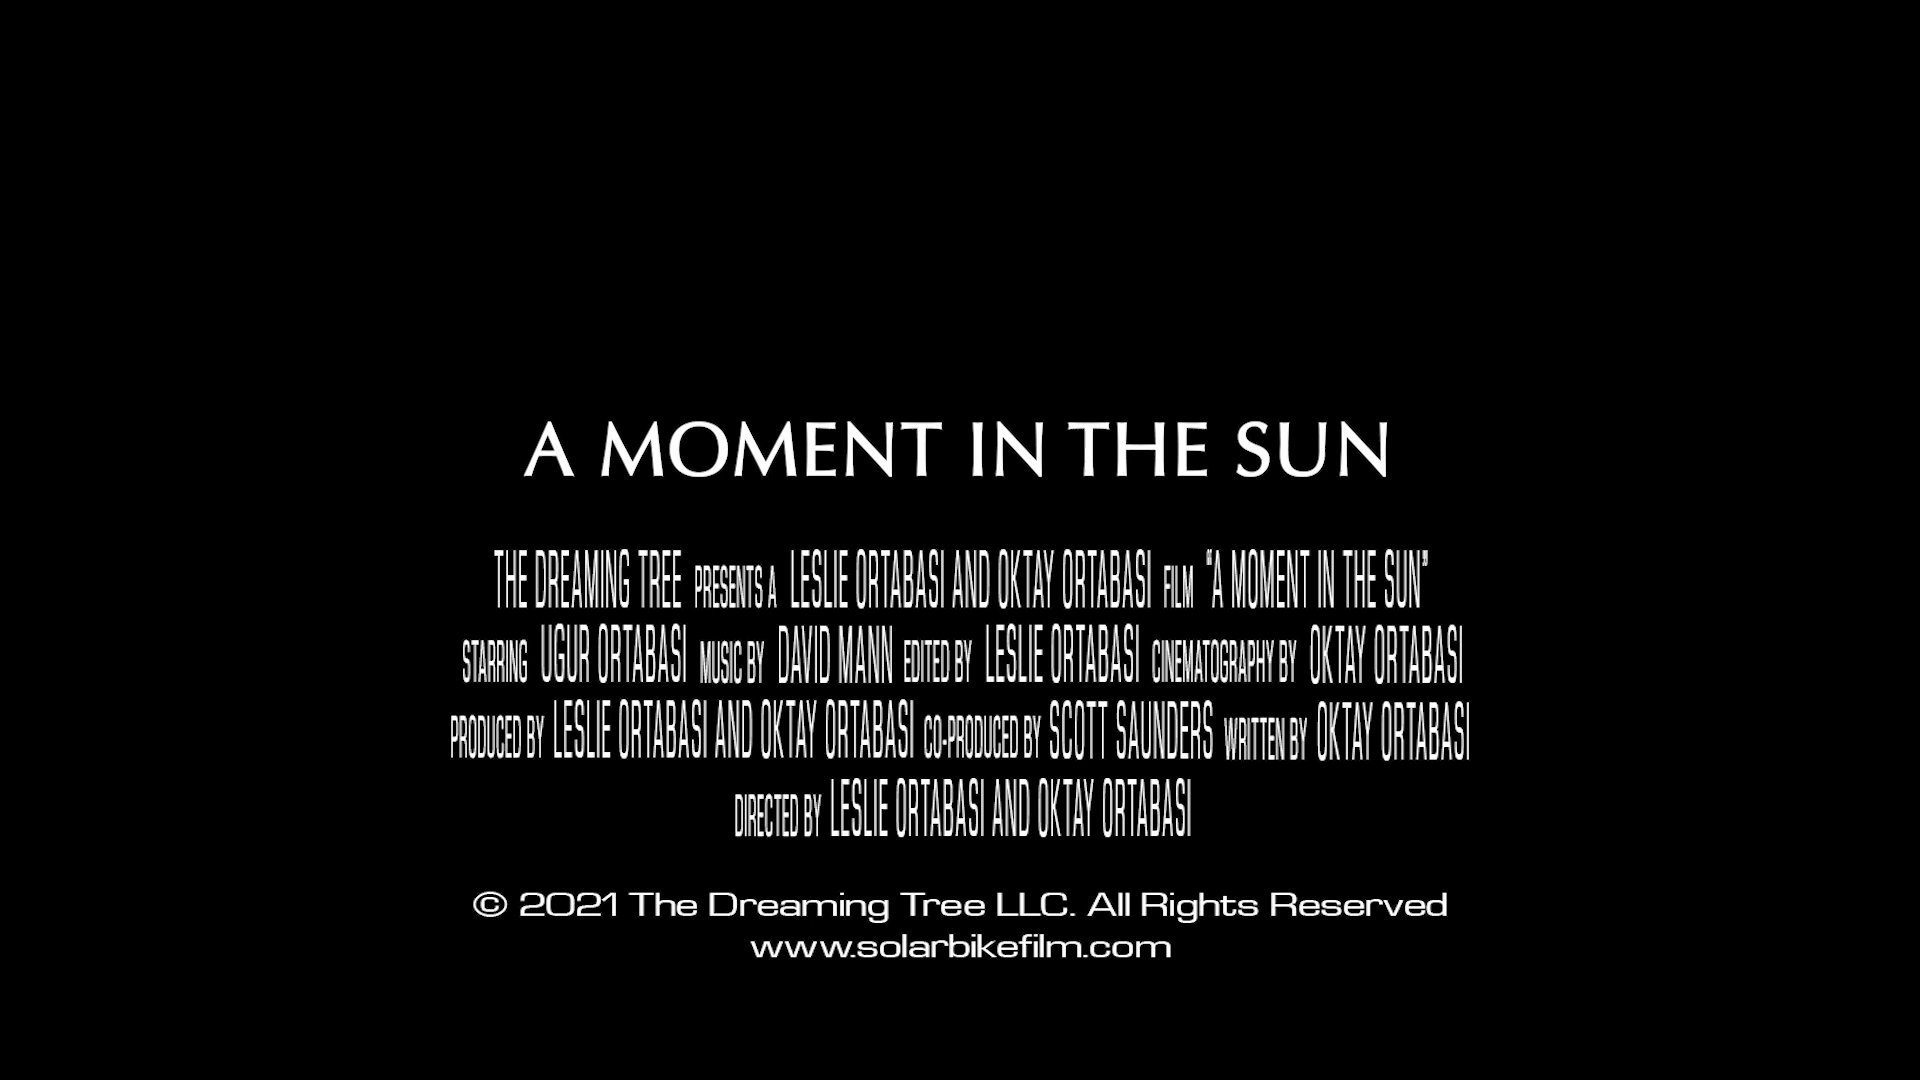 A MOMENT IN THE SUN
THE DREAMING TREE PRESENTS A LESLIE ORTABASI AND OKTAY ORTABASI FILM “A MOMENT IN THE SUN”
STARRING UGUR ORTABASI MUSIC BY DAVID MANN EDITED BY LESLIE ORTABASI CINEMATOGRAPHY BY OKTAY ORTABASI
PRODUCED BY LESLIE ORTABASI AND OKTAY ORTABASI CO-PRODUCED BY SCOTT SAUNDERS WRITTEN BY OKTAY ORTABASI
DIRECTED BY LESLIE ORTABASI AND OKTAY ORTABASI
© 2021 The Dreaming Tree LLC. All Rights Reserved
www.solarbikefilm.com